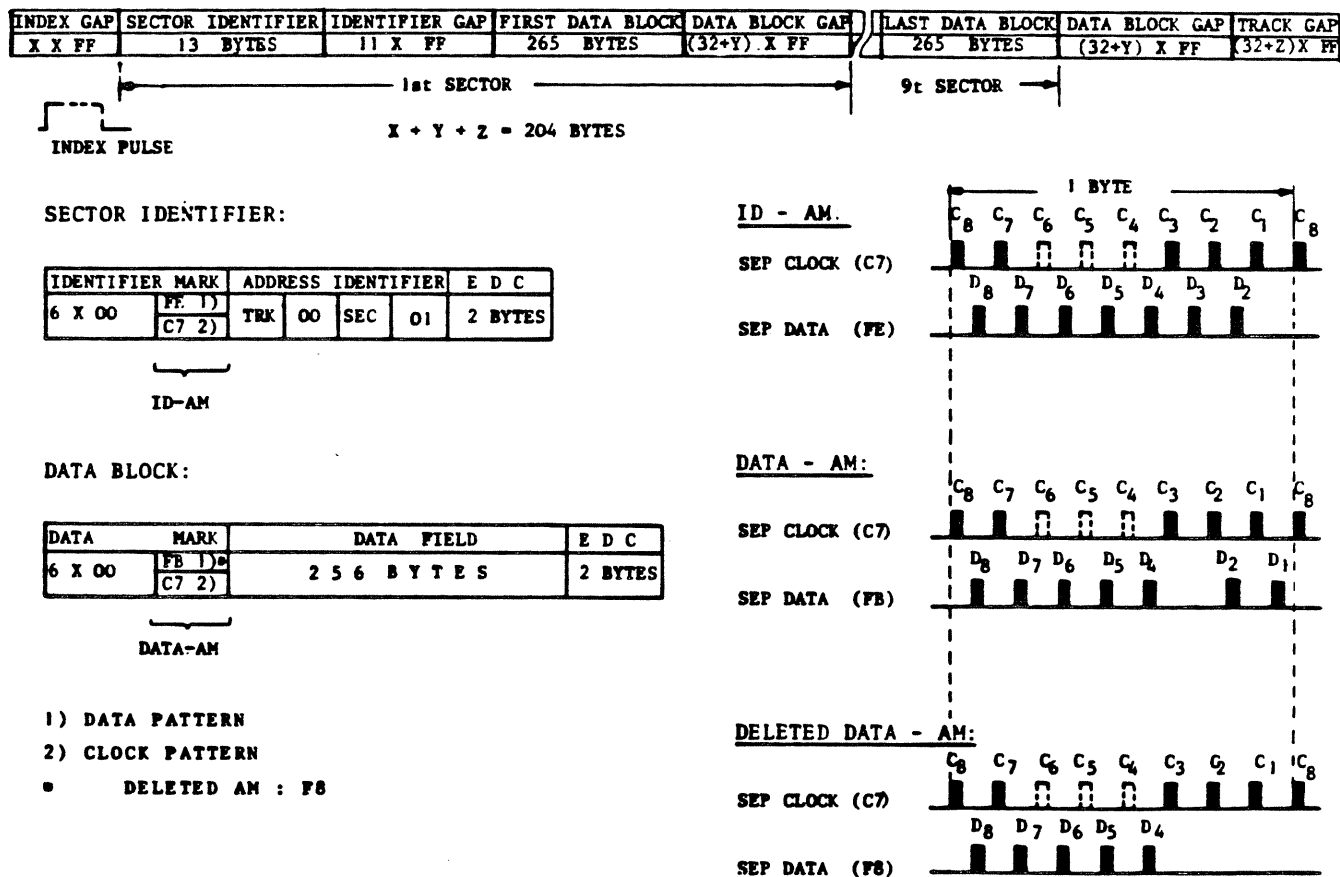 INDEX GAP SECTOR IDENTIFIER IDENTIFIER GAP FIRST DATA BLOCK DATA BLOCK GAP LAST DATA BLOCK DATA BLOCK GAP TRACK GAP
X X FF 13 BYTES 11 X FF 265 BYTES (32+Y) X FF 265 BYTES (32+Y) X FF (32+Z)X FF
1st SECTOR 9t SECTOR
X + Y + Z = 204 BYTES
INDEX PULSE
SECTOR IDENTIFIER:
IDENTIFIER MARK ADDRESS IDENTIFIER E D C
6 X 00 FE 1) TRK 00 SEC 01 2 BYTES
C7 2)
ID-AM
DATA BLOCK:
DATA MARK DATA FIELD E D C
6 X 00 FB 1)* 2 5 6 B Y T E S 2 BYTES
C7 2)
DATA-AM
1) DATA PATTERN
2) CLOCK PATTERN
* DELETED AM : F8
1 BYTE
ID - AM.
C8 C7 C6 C5 C4 C3 C2 C1 C8
SEP CLOCK (C7)
D8 D7 D6 D5 D4 D3 D2
SEP DATA (FE)
DATA - AM:
C8 C7 C6 C5 C4 C3 C2 C1 C8
SEP CLOCK (C7)
D8 D7 D6 D5 D4 D2 D1
SEP DATA (FB)
DELETED DATA - AM:
C8 C7 C6 C5 C4 C3 C2 C1 C8
SEP CLOCK (C7)
D8 D7 D6 D5 D4
SEP DATA (F8)